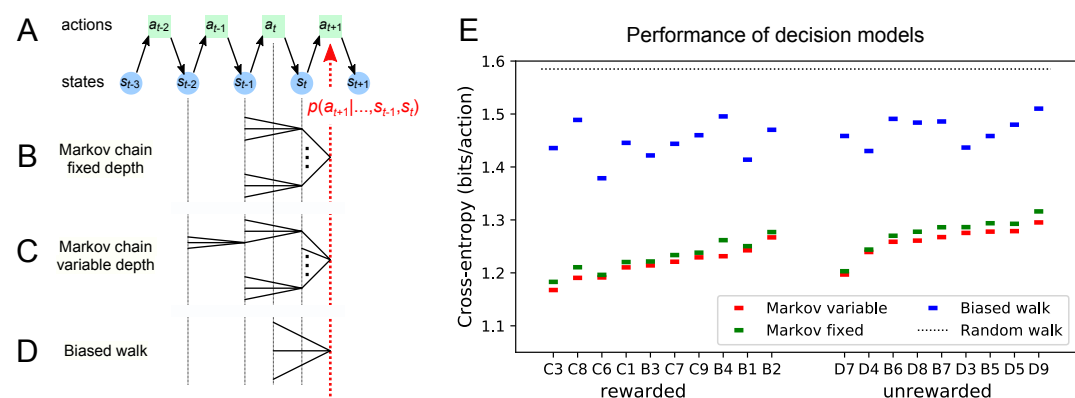 A
actions
a_{t-2} a_{t-1} a_t a_{t+1}
states
s_{t-3} s_{t-2} s_{t-1} s_t s_{t+1}
p(a_{t+1}|...,s_{t-1},s_t)
B
Markov chain
fixed depth
C
Markov chain
variable depth
D
Biased walk
E
Performance of decision models
Cross-entropy (bits/action)
1.6
1.5
1.4
1.3
1.2
1.1
Markov variable
Markov fixed
Biased walk
Random walk
C3 C8 C6 C1 B3 C7 C9 B4 B1 B2
D7 D4 B6 D8 B7 D3 B5 D5 D9
rewarded
unrewarded